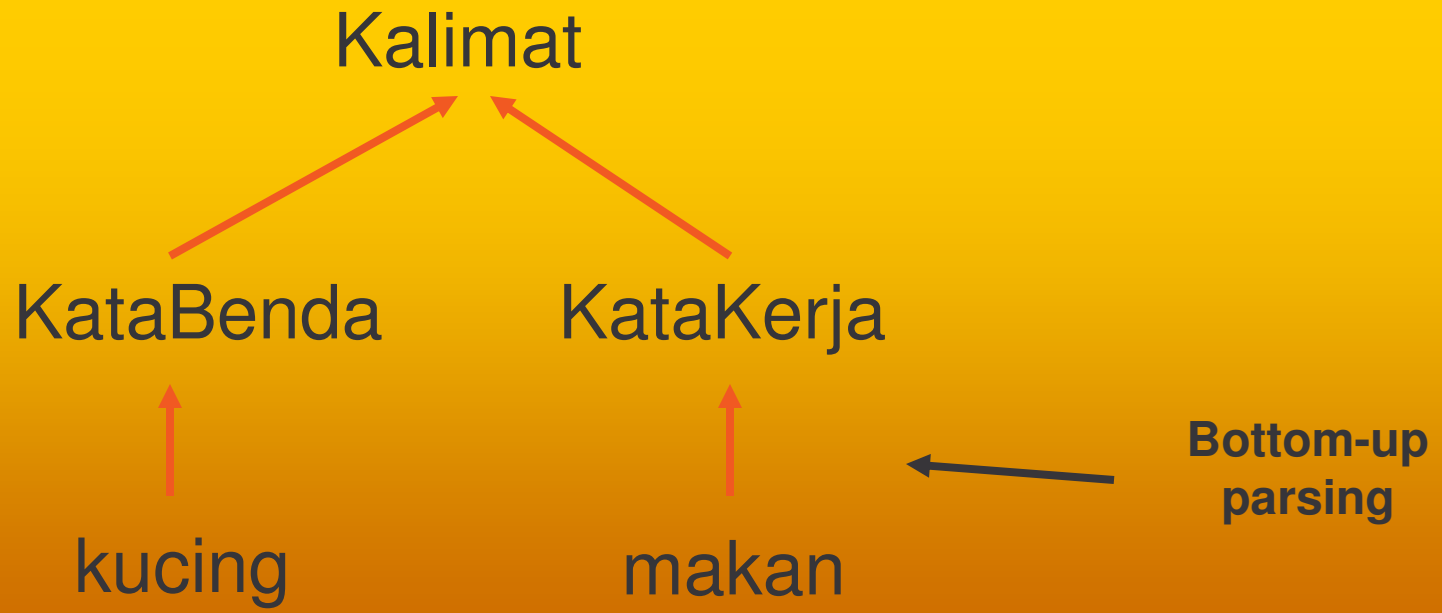 Kalimat
KataBenda KataKerja
Bottom-up
parsing
kucing makan